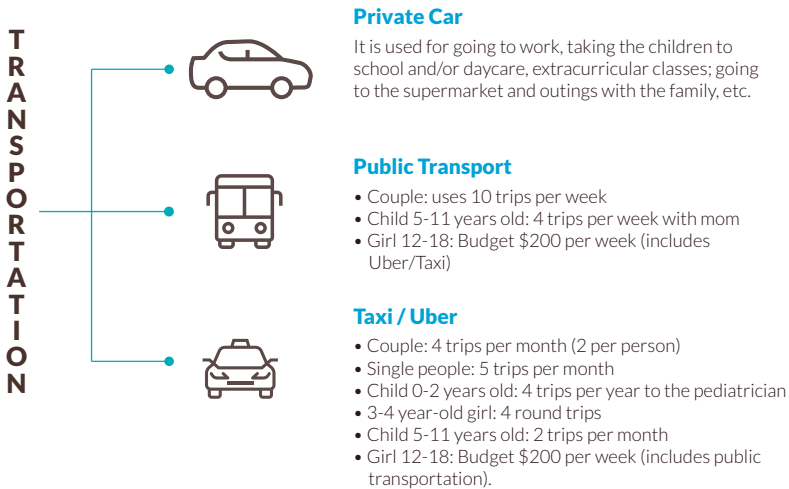 TRANSPORTATION
Private Car
It is used for going to work, taking the children to
school and/or daycare, extracurricular classes; going
to the supermarket and outings with the family, etc.
Public Transport
• Couple: uses 10 trips per week
• Child 5-11 years old: 4 trips per week with mom
• Girl 12-18: Budget $200 per week (includes
Uber/Taxi)
Taxi / Uber
• Couple: 4 trips per month (2 per person)
• Single people: 5 trips per month
• Child 0-2 years old: 4 trips per year to the pediatrician
• 3-4 year-old girl: 4 round trips
• Child 5-11 years old: 2 trips per month
• Girl 12-18: Budget $200 per week (includes public
transportation).